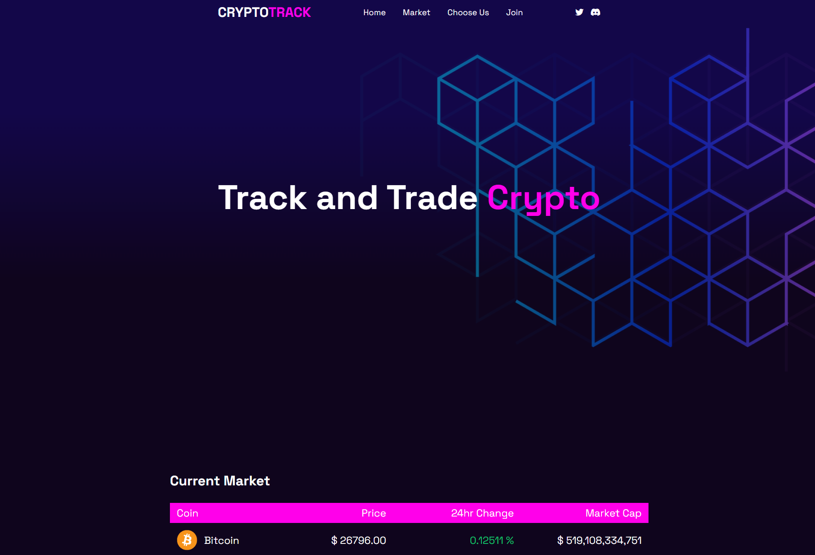 CRYPTOTRACK Home Market Choose Us Join
Track and Trade Crypto
Current Market
Coin Price 24hr Change Market Cap
Bitcoin $ 26796.00 0.12511 % $ 519,108,334,751